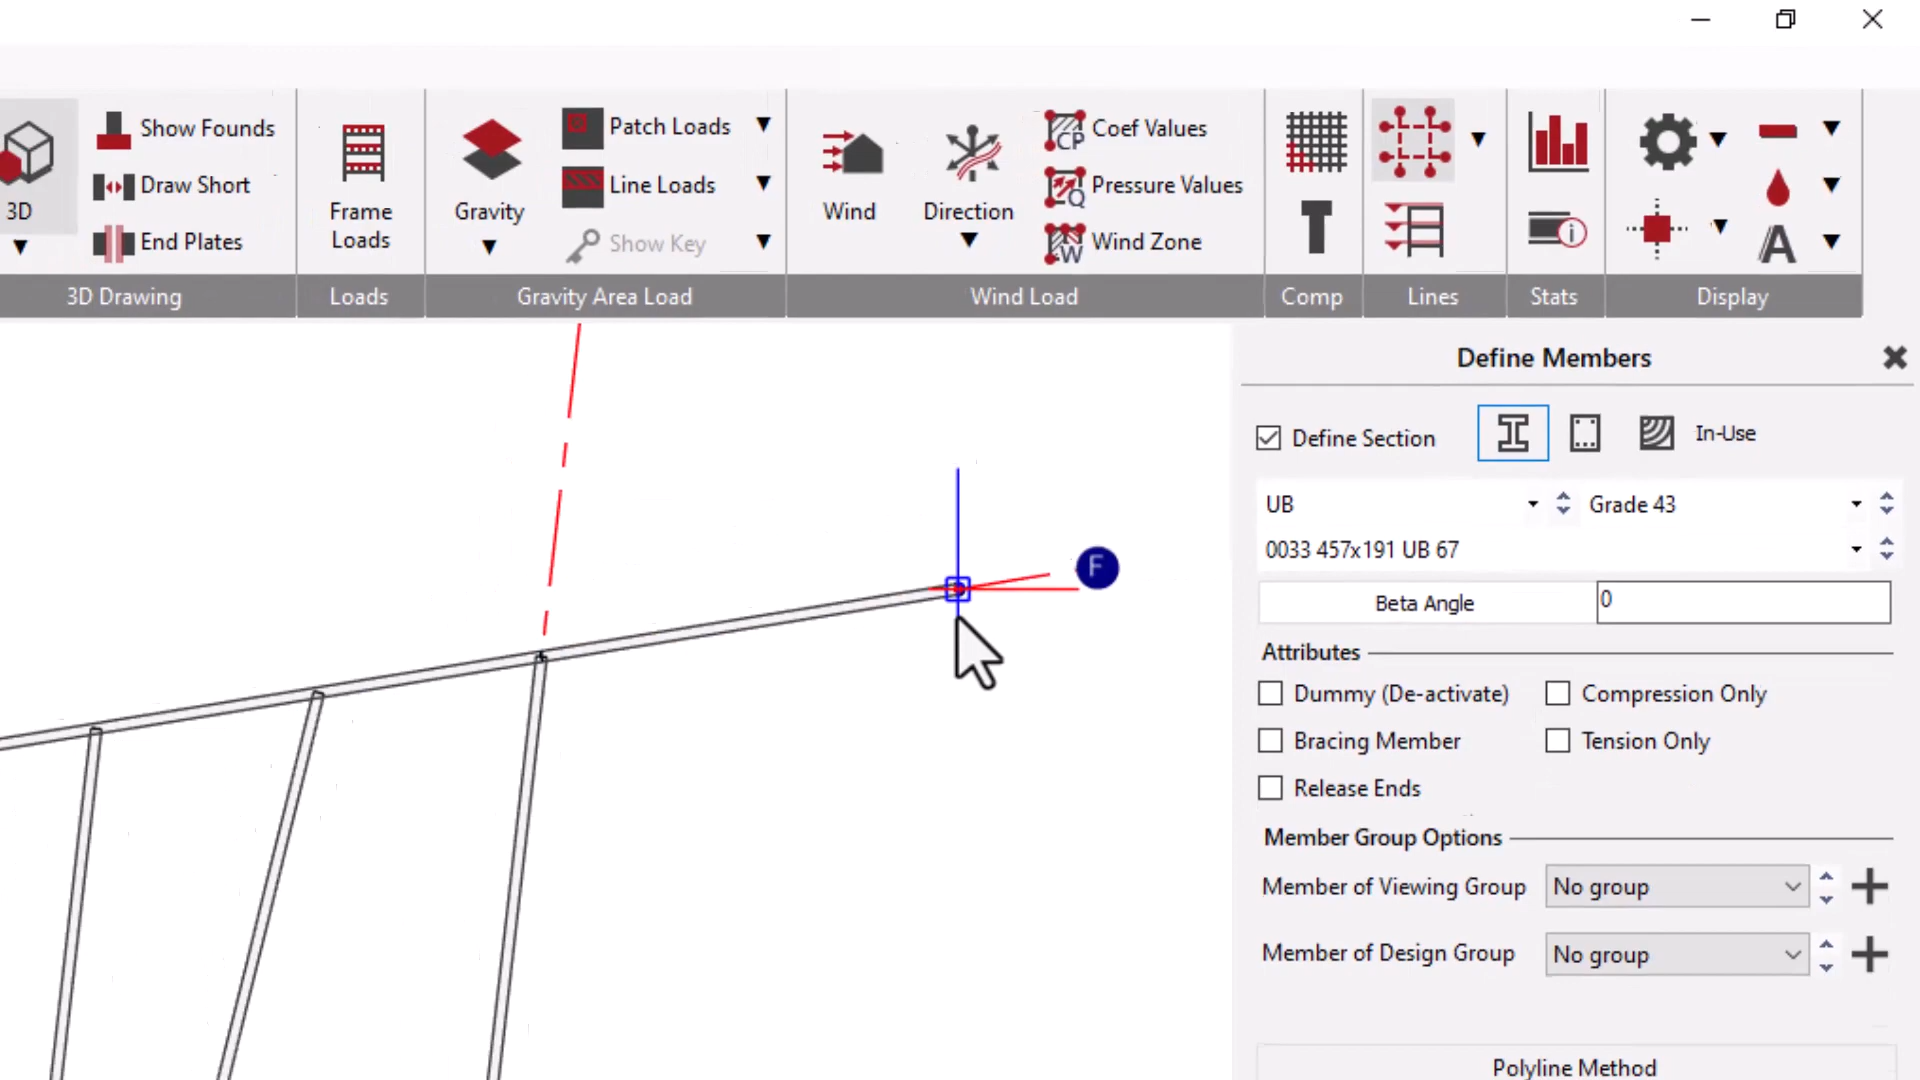 3D
Show Founds
Draw Short
End Plates
3D Drawing
Frame
Loads
Loads
Gravity
Patch Loads
Line Loads
Show Key
Gravity Area Load
Wind
Direction
CP
Coef Values
Q
Pressure Values
W
Wind Zone
Wind Load
Comp
Lines
i
Stats
A
Display
F
Define Members
Define Section
In-Use
UB
Grade 43
0033 457x191 UB 67
Beta Angle
0
Attributes
Dummy (De-activate)
Compression Only
Bracing Member
Tension Only
Release Ends
Member Group Options
Member of Viewing Group
No group
Member of Design Group
No group
Polyline Method